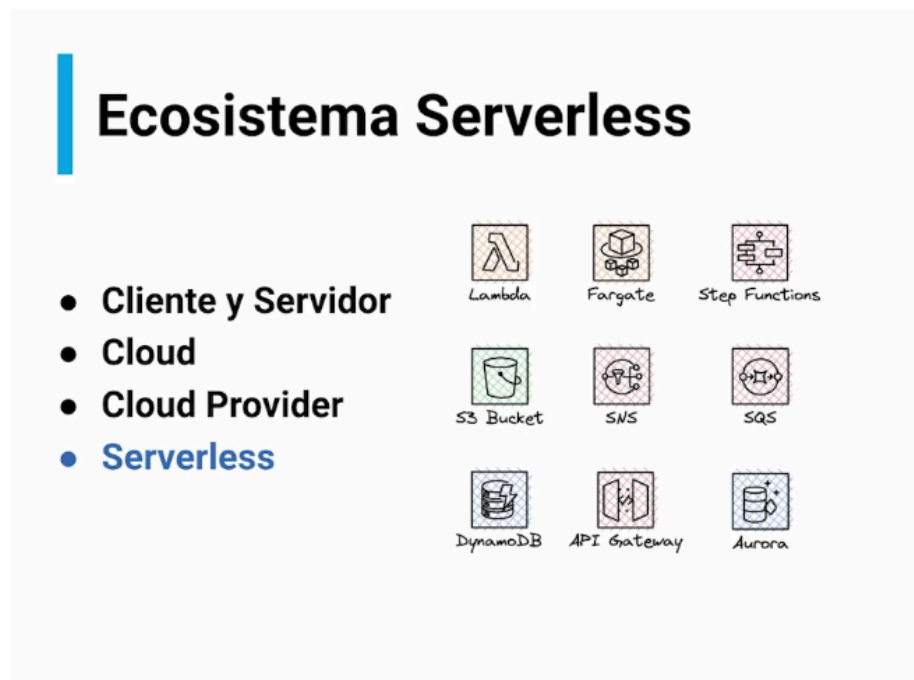 Ecosistema Serverless
● Cliente y Servidor
● Cloud
● Cloud Provider
● Serverless
Lambda Fargate Step Functions
S3 Bucket SNS SQS
DynamoDB API Gateway Aurora